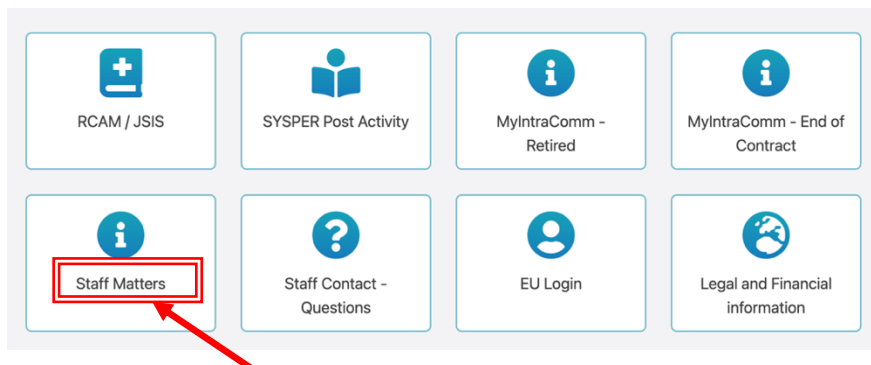 RCAM / JSIS
SYSPER Post Activity
MyIntraComm -
Retired
MyIntraComm - End of
Contract
Staff Matters
Staff Contact -
Questions
EU Login
Legal and Financial
information